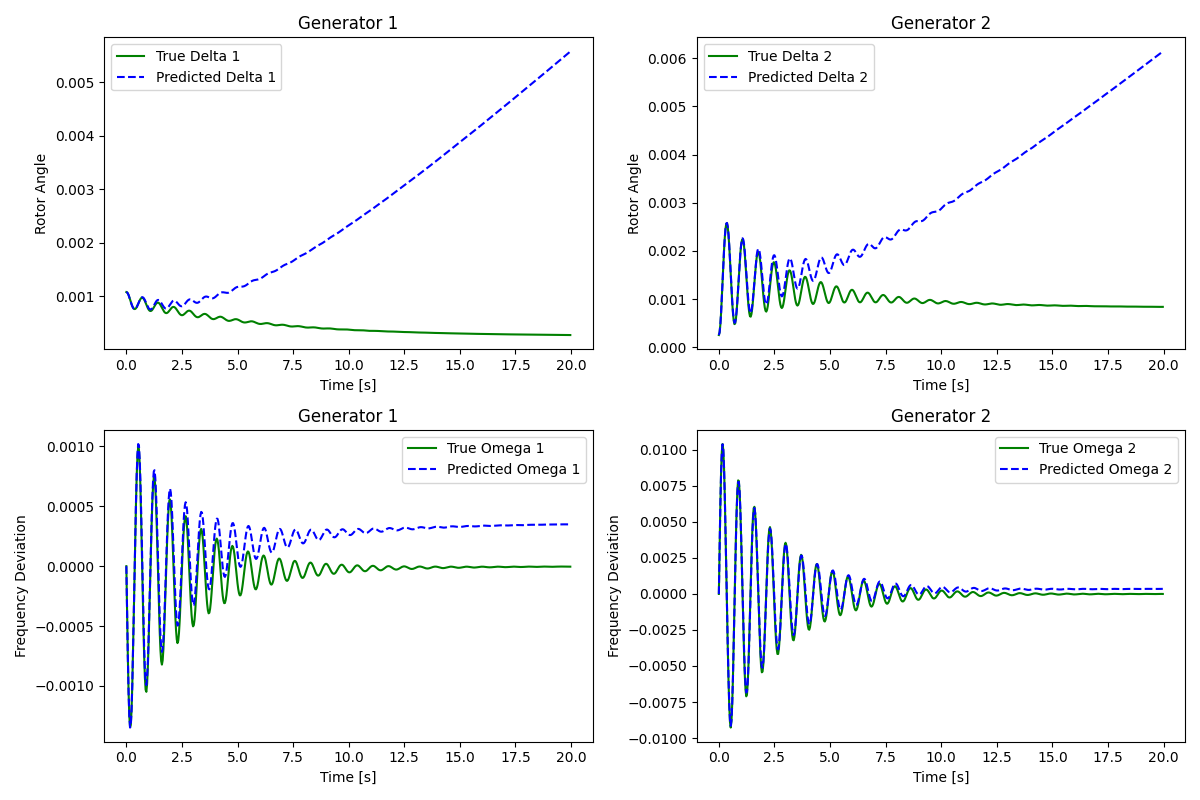 Generator 1
True Delta 1
Predicted Delta 1
Rotor Angle
0.005
0.004
0.003
0.002
0.001
0.0 2.5 5.0 7.5 10.0 12.5 15.0 17.5 20.0
Time [s]
Generator 2
True Delta 2
Predicted Delta 2
Rotor Angle
0.006
0.006
0.004
0.003
0.002
0.001
0.000
0.0 2.5 5.0 7.5 10.0 12.5 15.0 17.5 20.0
Time [s]
Generator 1
True Omega 1
Predicted Omega 1
Frequency Deviation
0.0010
0.0005
0.0000
−0.0005
−0.0010
0.0 2.5 5.0 7.5 10.0 12.5 15.0 17.5 20.0
Time [s]
Generator 2
True Omega 2
Predicted Omega 2
Frequency Deviation
0.0100
0.0075
0.0050
0.0025
0.0000
−0.0025
−0.0050
−0.0075
−0.0100
0.0 2.5 5.0 7.5 10.0 12.5 15.0 17.5 20.0
Time [s]